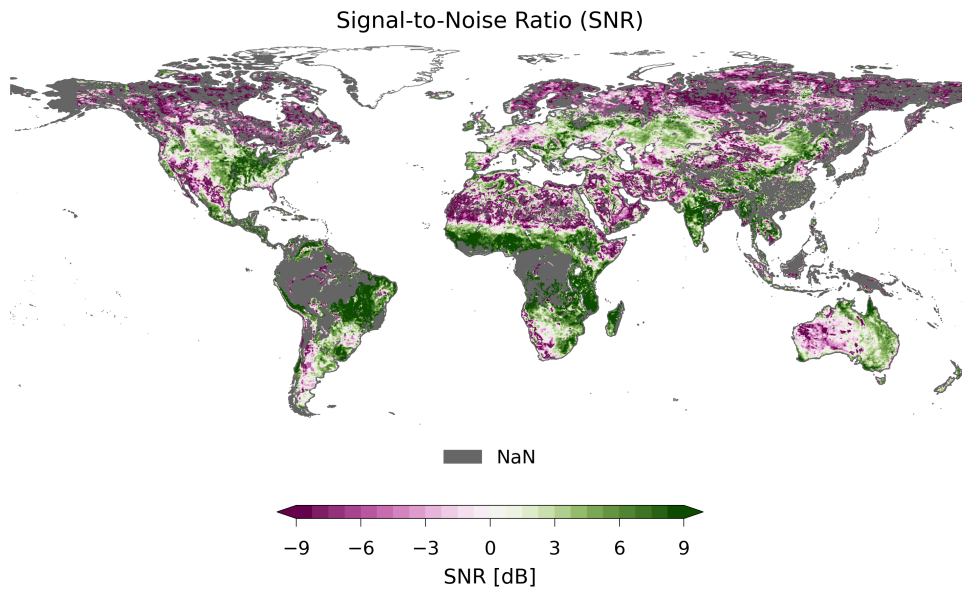 Signal-to-Noise Ratio (SNR)
NaN
−9 −6 −3 0 3 6 9
SNR [dB]